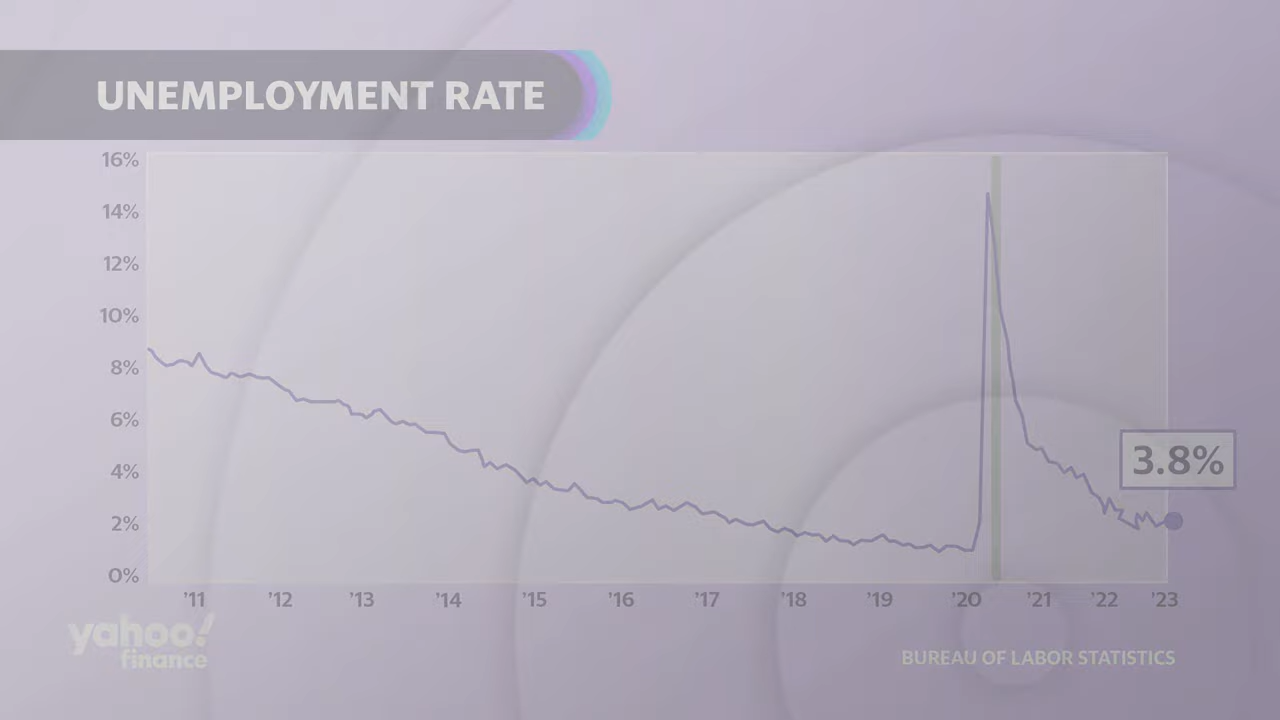 UNEMPLOYMENT RATE
16%
14%
12%
10%
8%
6%
4%
2%
0%
3.8%
'11 '12 '13 '14 '15 '16 '17 '18 '19 '20 '21 '22 '23
yahoo!
finance
BUREAU OF LABOR STATISTICS